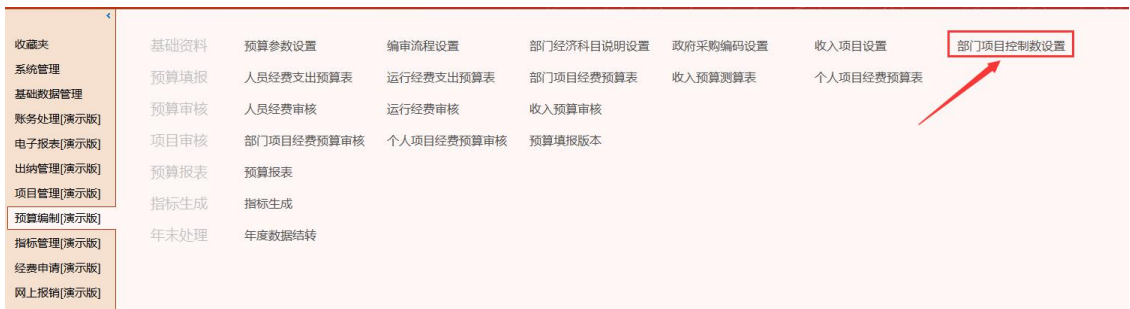 收藏夹
系统管理
基础数据管理
账务处理[演示版]
电子报表[演示版]
出纳管理[演示版]
项目管理[演示版]
预算编制[演示版]
指标管理[演示版]
经费申请[演示版]
网上报销[演示版]
基础资料 预算参数设置 编审流程设置 部门经济科目说明设置 政府采购编码设置 收入项目设置 部门项目控制数设置
预算填报 人员经费支出预算表 运行经费支出预算表 部门项目经费预算表 收入预算测算表 个人项目经费预算表
预算审核 人员经费审核 运行经费审核 收入预算审核
项目审核 部门项目经费预算审核 个人项目经费预算审核 预算填报版本
预算报表 预算报表
指标生成 指标生成
年末处理 年度数据结转